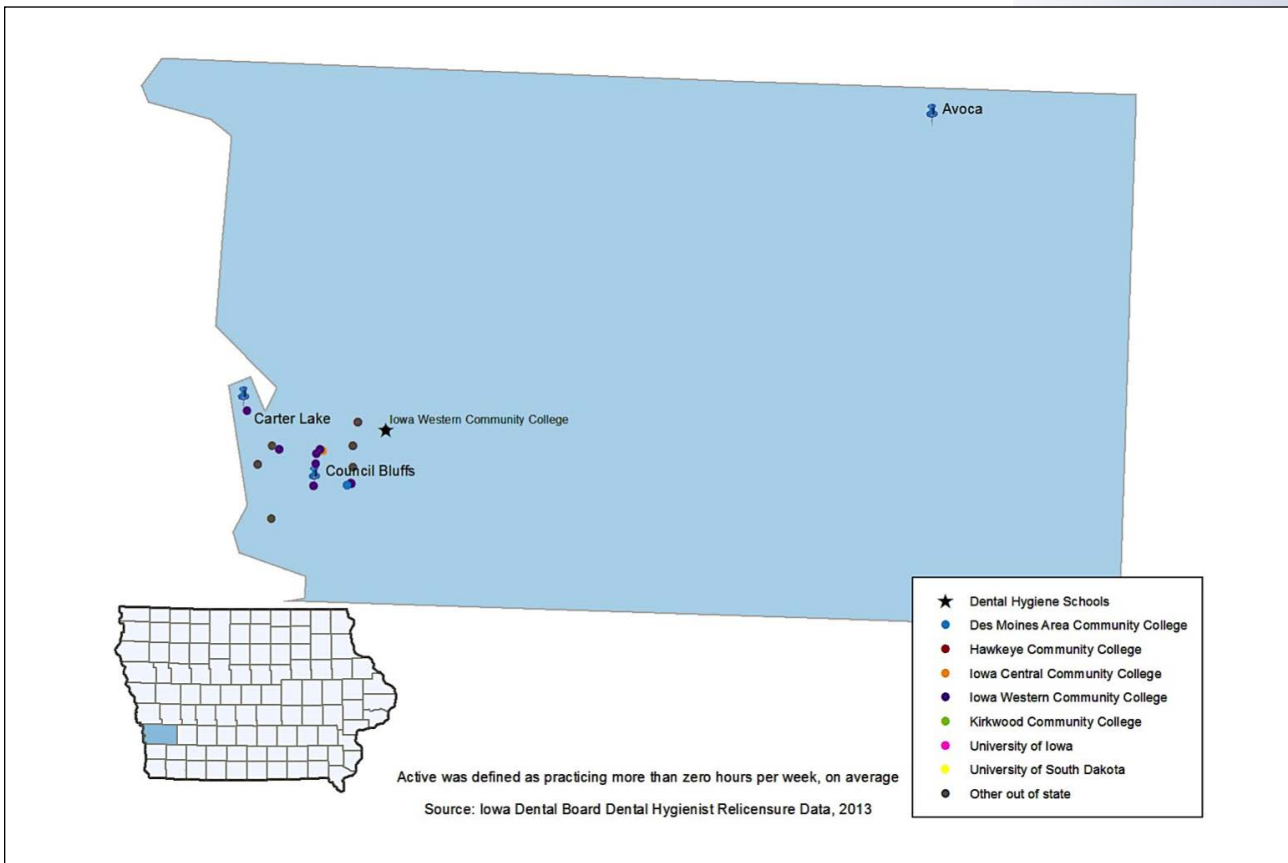 Avoca
Carter Lake
Iowa Western Community College
Council Bluffs
Dental Hygiene Schools
Des Moines Area Community College
Hawkeye Community College
Iowa Central Community College
Iowa Western Community College
Kirkwood Community College
University of Iowa
University of South Dakota
Other out of state
Active was defined as practicing more than zero hours per week, on average
Source: Iowa Dental Board Dental Hygienist Relicensure Data, 2013